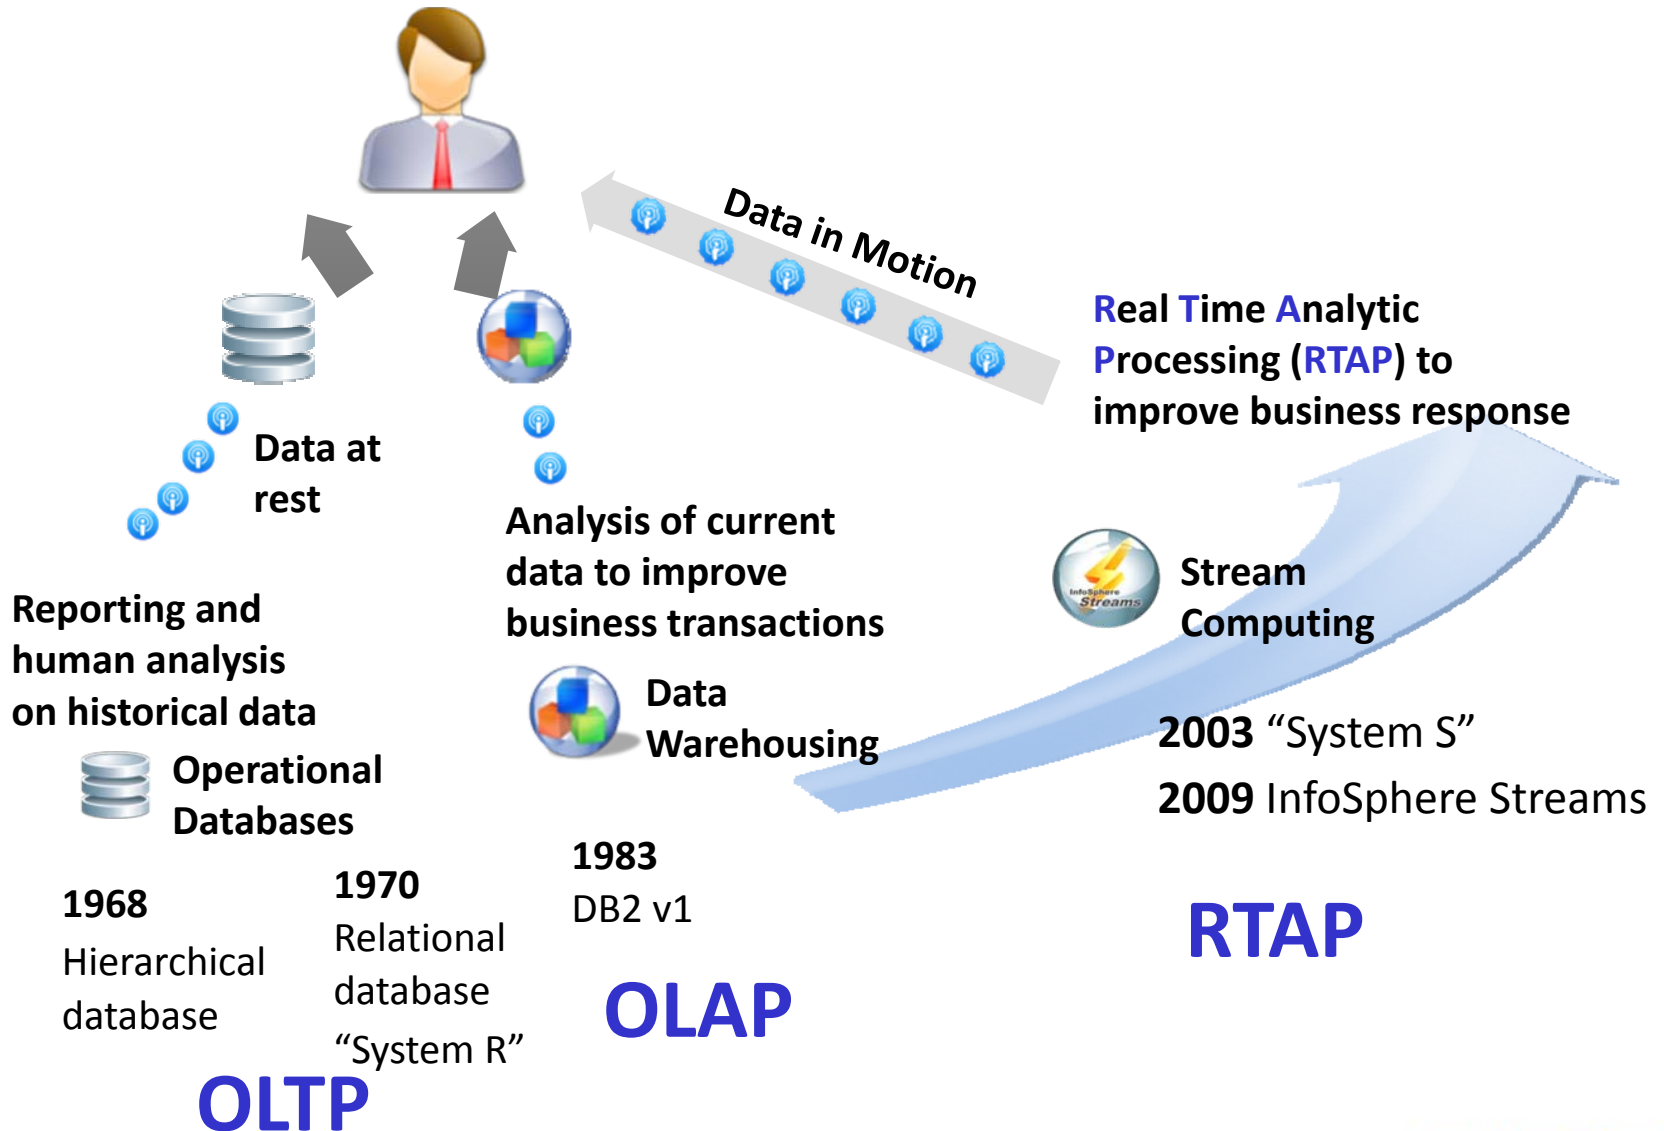 Data in Motion
Real Time Analytic
Processing (RTAP) to
improve business response
Data at
rest
Analysis of current
data to improve
business transactions
InfoSphere
Streams
Stream
Computing
Reporting and
human analysis
on historical data
Data
Warehousing
2003 “System S”
2009 InfoSphere Streams
Operational
Databases
1968
Hierarchical
database
1970
Relational
database
“System R”
1983
DB2 v1
OLTP
OLAP
RTAP